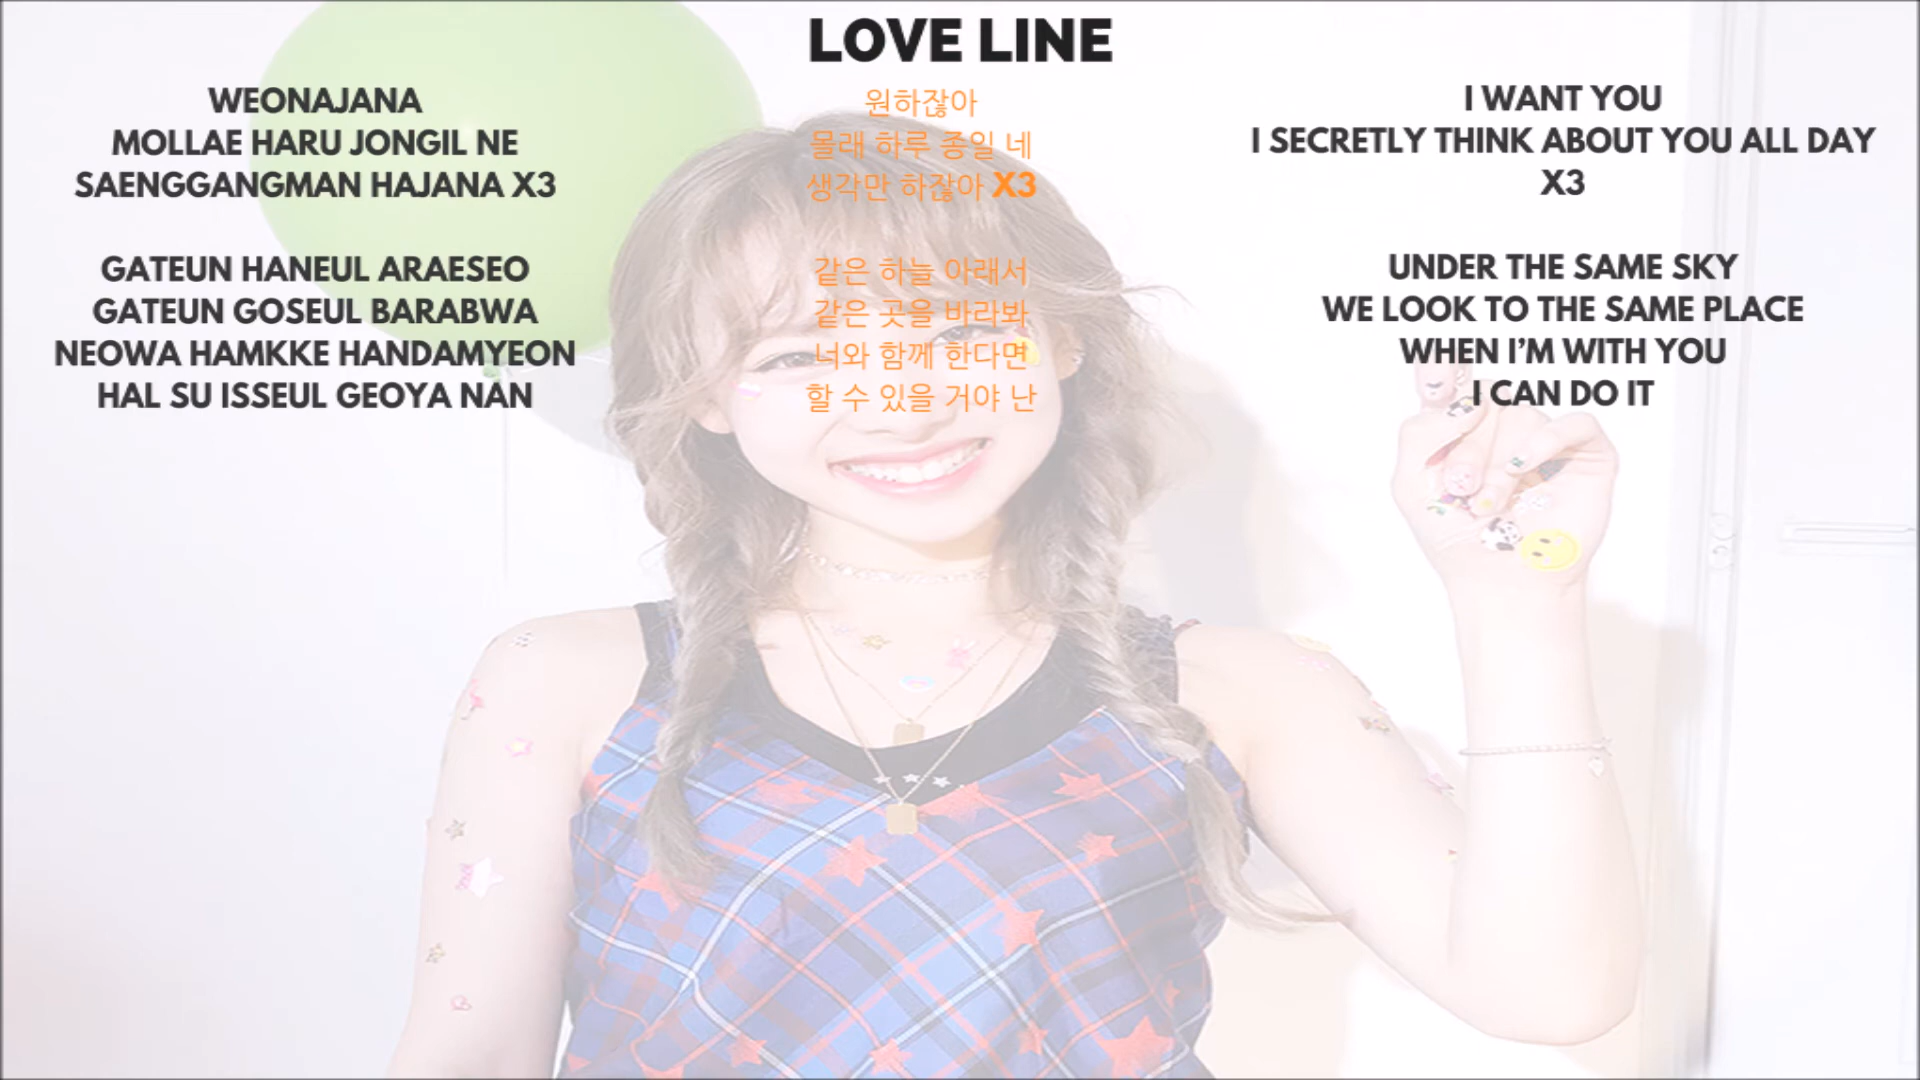 LOVE LINE
WEONAJANA
MOLLAE HARU JONGIL NE
SAENGGANGMAN HAJANA X3
GATEUN HANEUL ARAESEO
GATEUN GOSEUL BARABWA
NEOWA HAMKKE HANDAMYEON
HAL SU ISSEUL GEOYA NAN
원하잖아
몰래 하루 종일 네
생각만 하잖아 X3
같은 하늘 아래서
같은 곳을 바라봐
너와 함께 한다면
할 수 있을 거야 난
I WANT YOU
I SECRETLY THINK ABOUT YOU ALL DAY
X3
UNDER THE SAME SKY
WE LOOK TO THE SAME PLACE
WHEN I’M WITH YOU
I CAN DO IT